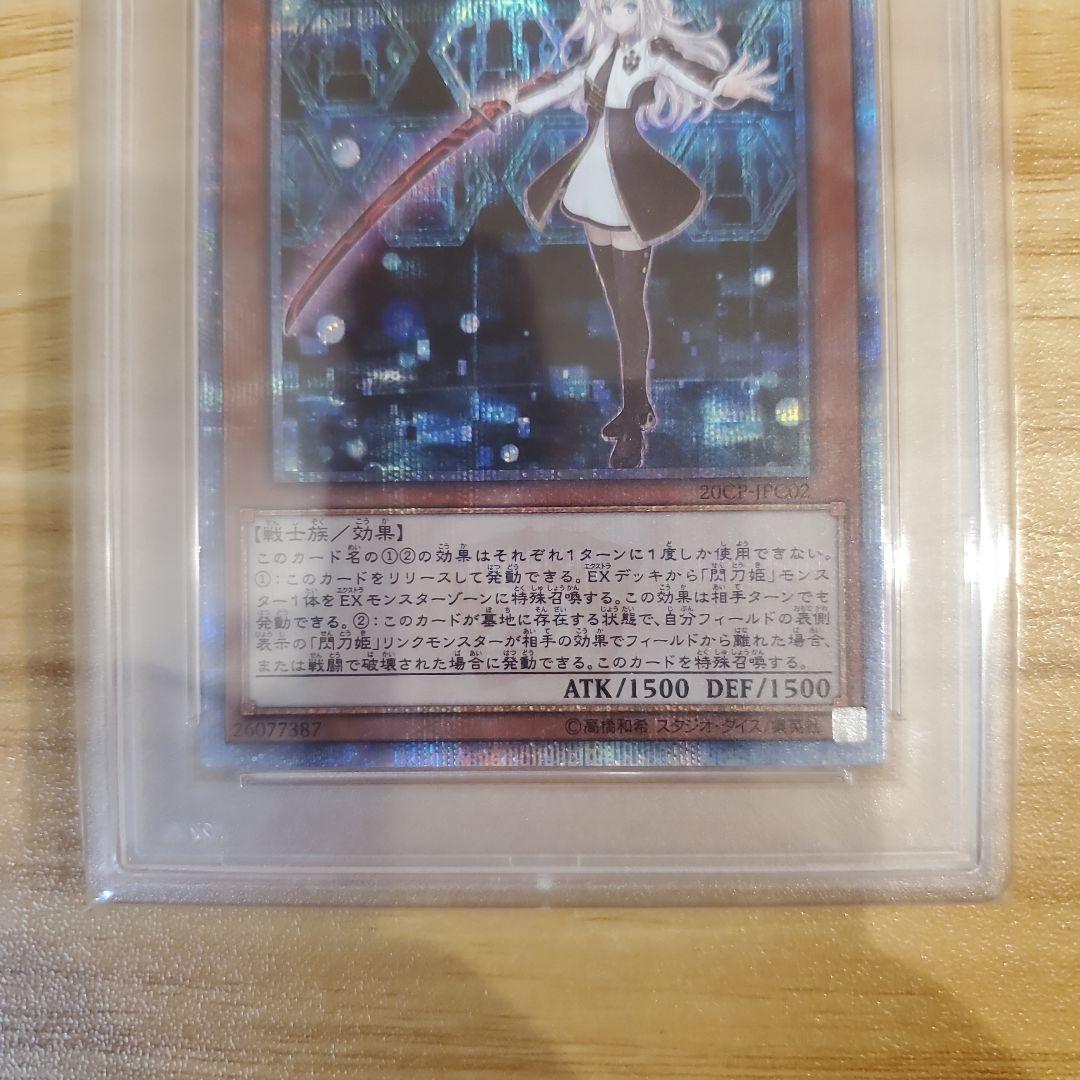 20CP-JPC02
【戦士族／効果】
このカード名の①②の効果はそれぞれ1ターンに1度しか使用できない。
①：このカードをリリースして発動できる。EXデッキから「閃刀姫」モンス
ター1体をEXモンスターゾーンに特殊召喚する。この効果は相手ターンでも
発動できる。②：このカードが墓地に存在する状態で、自分フィールドの表側
表示の「閃刀姫」リンクモンスターが相手の効果でフィールドから離れた場合、
または戦闘で破壊された場合に発動できる。このカードを特殊召喚する。
ATK/1500 DEF/1500
26077387 ©高橋和希 スタジオ・ダイス/集英社